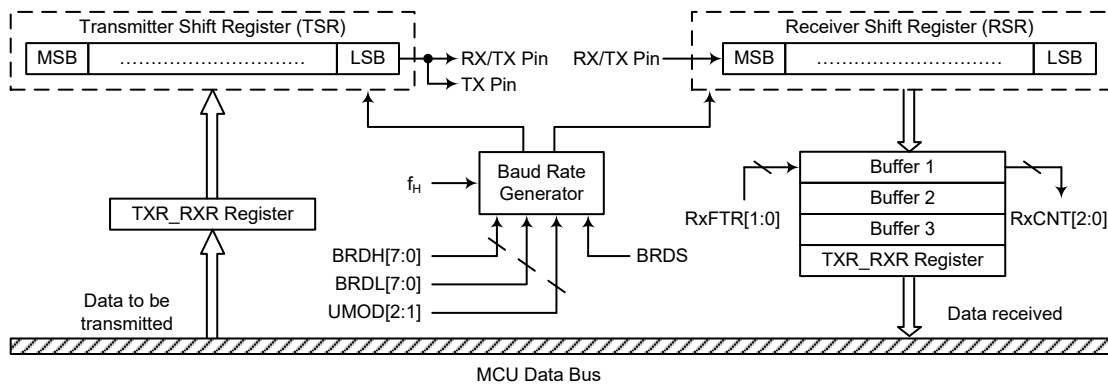 Transmitter Shift Register (TSR)
MSB
..............................
LSB
RX/TX Pin
TX Pin
Receiver Shift Register (RSR)
RX/TX Pin
MSB
..............................
LSB
Baud Rate
Generator
fH
BRDH[7:0]
BRDL[7:0]
UMOD[2:1]
BRDS
TXR_RXR Register
Data to be
transmitted
Buffer 1
Buffer 2
Buffer 3
TXR_RXR Register
RxFTR[1:0]
RxCNT[2:0]
Data received
MCU Data Bus